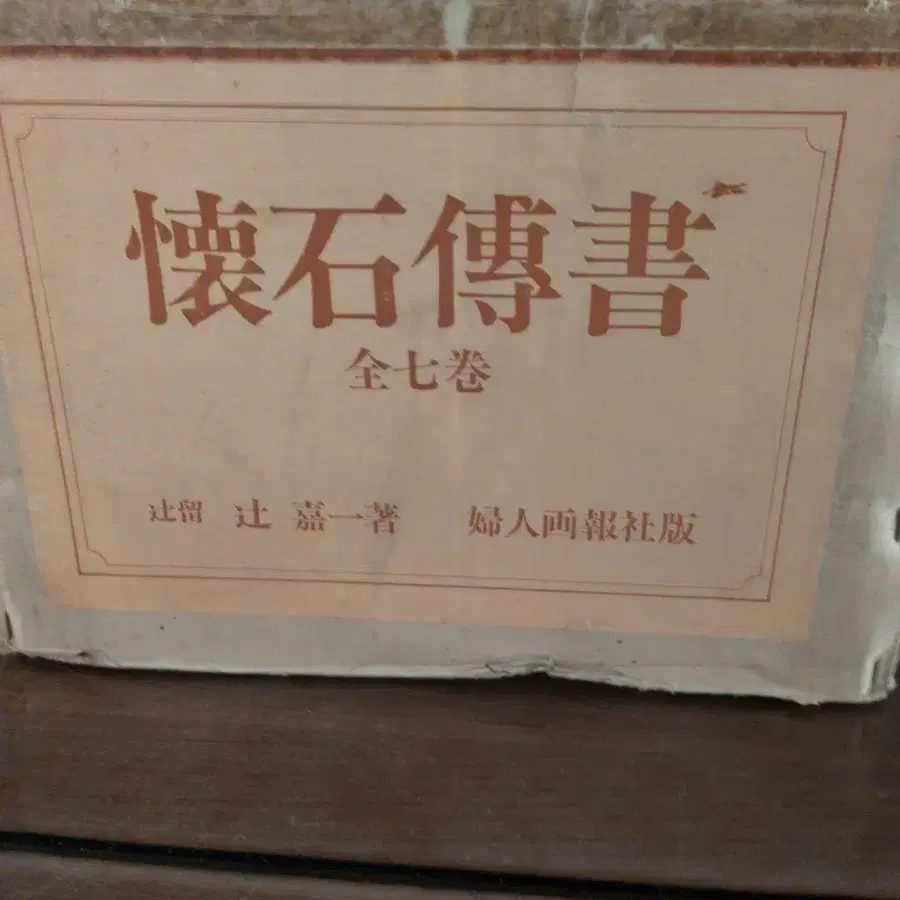 懐石傳書
全七巻
辻留 辻 嘉一著 婦人画報社版